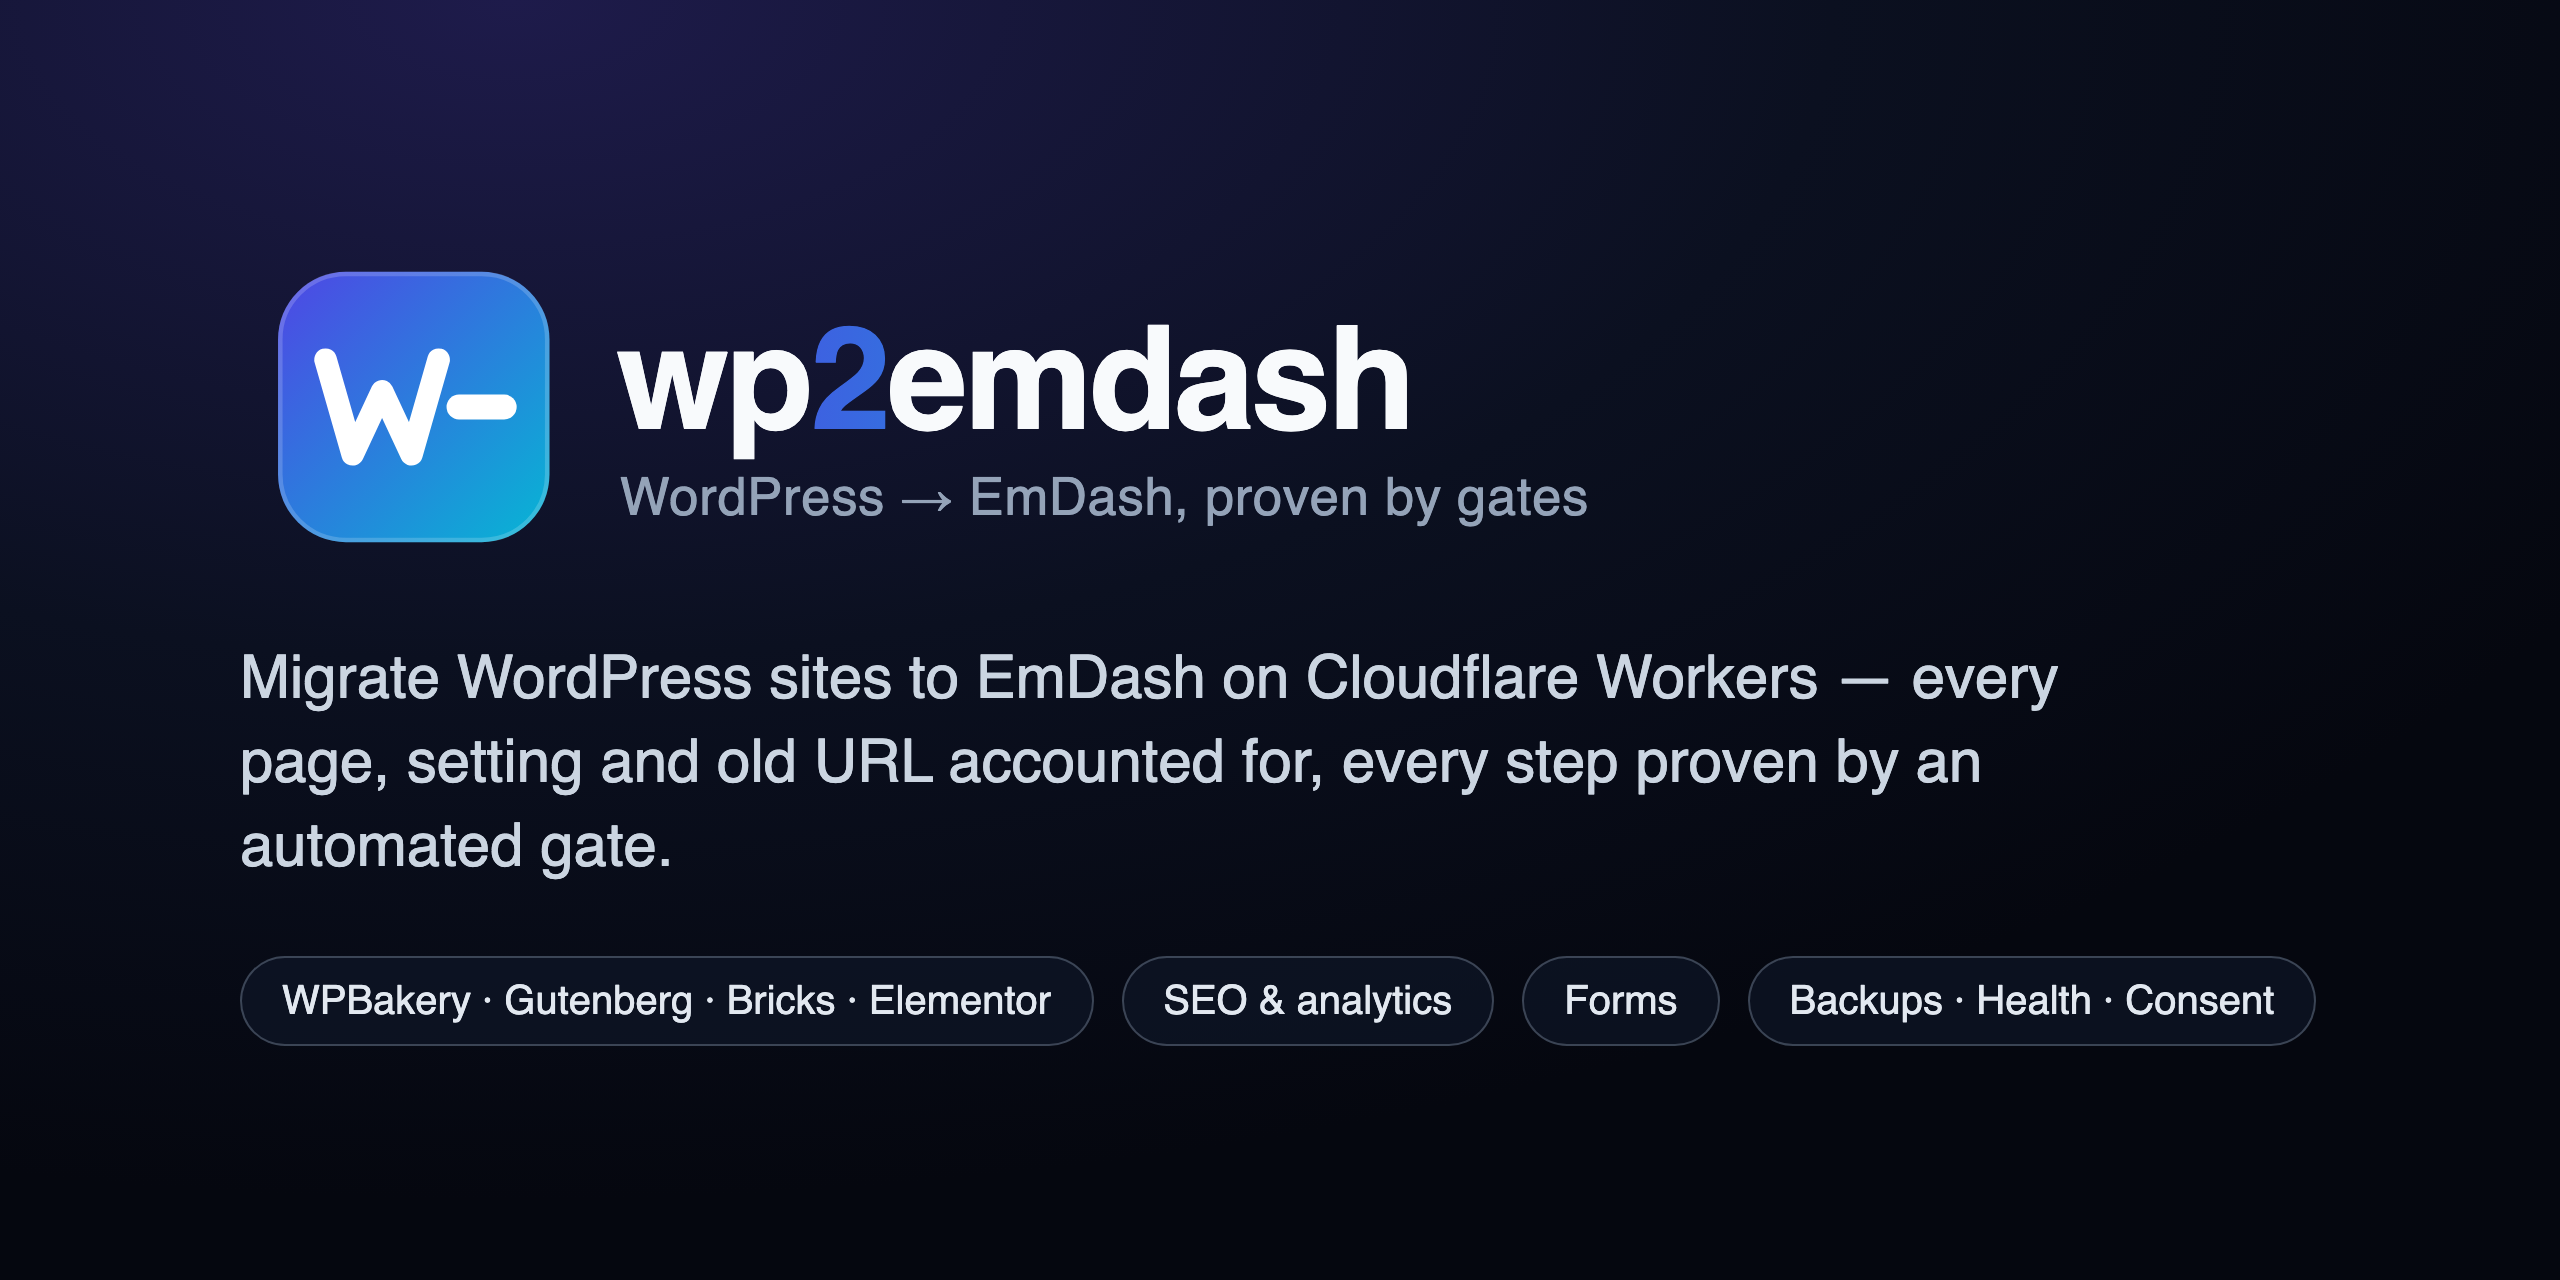 W-
wp2emdash
WordPress → EmDash, proven by gates
Migrate WordPress sites to EmDash on Cloudflare Workers — every
page, setting and old URL accounted for, every step proven by an
automated gate.
WPBakery · Gutenberg · Bricks · Elementor
SEO & analytics
Forms
Backups · Health · Consent